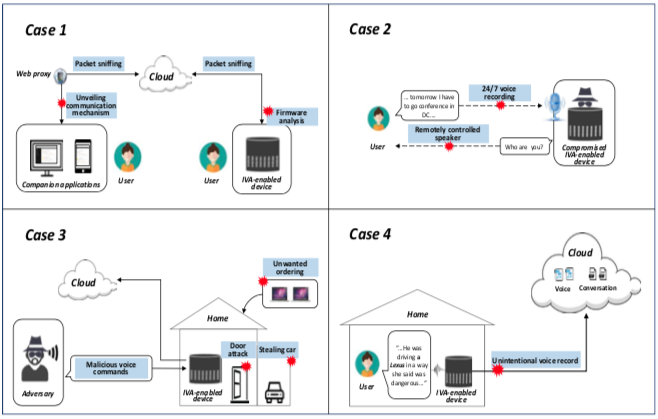 Case 1
Packet sniffing
Packet sniffing
Web proxy
Cloud
Unveiling
communication
mechanism
Firmware
analysis
Companion applications
User
User
IVA-enabled
device
Case 2
... tomorrow I have
to go conference in
DC...
24/7 voice
recording
Remotely controlled
speaker
User
Who are you?
Compromised
IVA-enabled
device
Case 3
Unwanted
ordering
Cloud
Home
Door
attack
Stealing car
Malicious voice
commands
Adversary
IVA-enabled
device
Case 4
Cloud
Voice
Conversation
Home
"...He was
driving a
Lexus in a way
she said was
dangerous..."
Unintentional voice record
User
IVA-enabled
device